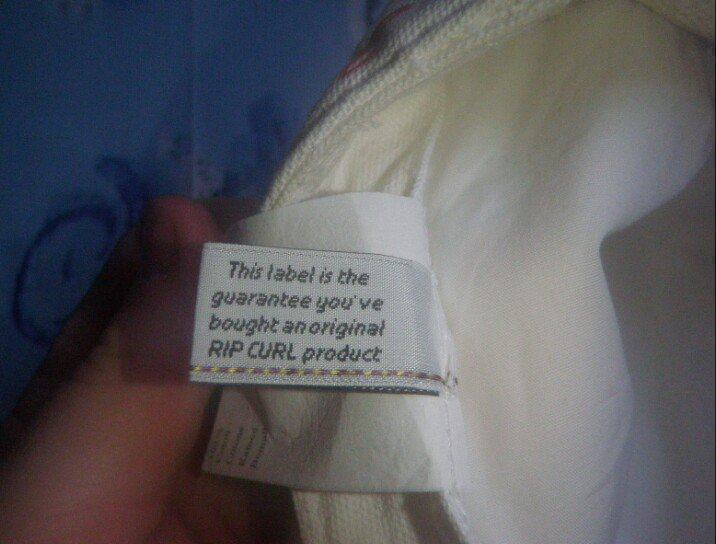 This label is the
guarantee you've
bought an original
RIP CURL product